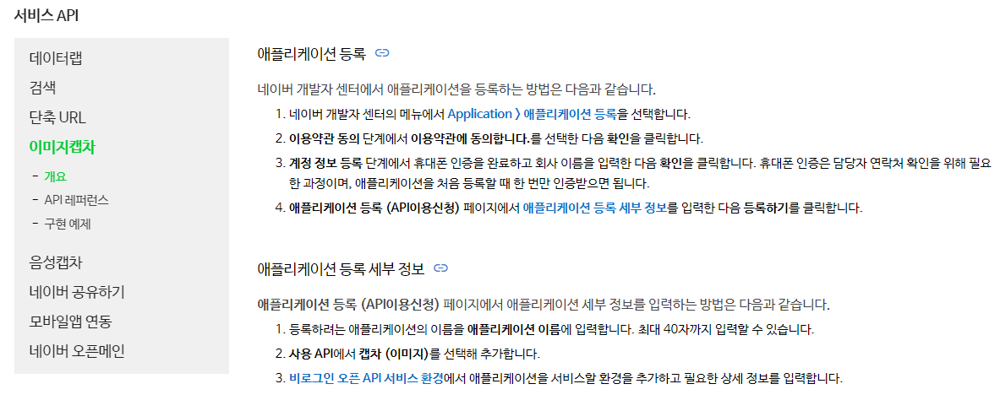 서비스 API
데이터랩
검색
단축 URL
이미지캡차
- 개요
- API 레퍼런스
- 구현 예제
음성캡차
네이버 공유하기
모바일앱 연동
네이버 오픈메인
애플리케이션 등록
네이버 개발자 센터에서 애플리케이션을 등록하는 방법은 다음과 같습니다.
1. 네이버 개발자 센터의 메뉴에서 Application > 애플리케이션 등록을 선택합니다.
2. 이용약관 동의 단계에서 이용약관에 동의합니다.를 선택한 다음 확인을 클릭합니다.
3. 계정 정보 등록 단계에서 휴대폰 인증을 완료하고 회사 이름을 입력한 다음 확인을 클릭합니다. 휴대폰 인증은 담당자 연락처 확인을 위해 필요
한 과정이며, 애플리케이션을 처음 등록할 때 한 번만 인증받으면 됩니다.
4. 애플리케이션 등록 (API이용신청) 페이지에서 애플리케이션 등록 세부 정보를 입력한 다음 등록하기를 클릭합니다.
애플리케이션 등록 세부 정보
애플리케이션 등록 (API이용신청) 페이지에서 애플리케이션 세부 정보를 입력하는 방법은 다음과 같습니다.
1. 등록하려는 애플리케이션의 이름을 애플리케이션 이름에 입력합니다. 최대 40자까지 입력할 수 있습니다.
2. 사용 API에서 캡차 (이미지)를 선택해 추가합니다.
3. 비로그인 오픈 API 서비스 환경에서 애플리케이션을 서비스할 환경을 추가하고 필요한 상세 정보를 입력합니다.